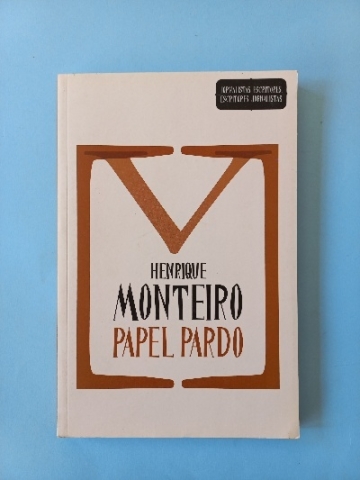 JORNALISTAS ESCRITORES
ESCRITORES JORNALISTAS
HENRIQUE
MONTEIRO
PAPEL PARDO